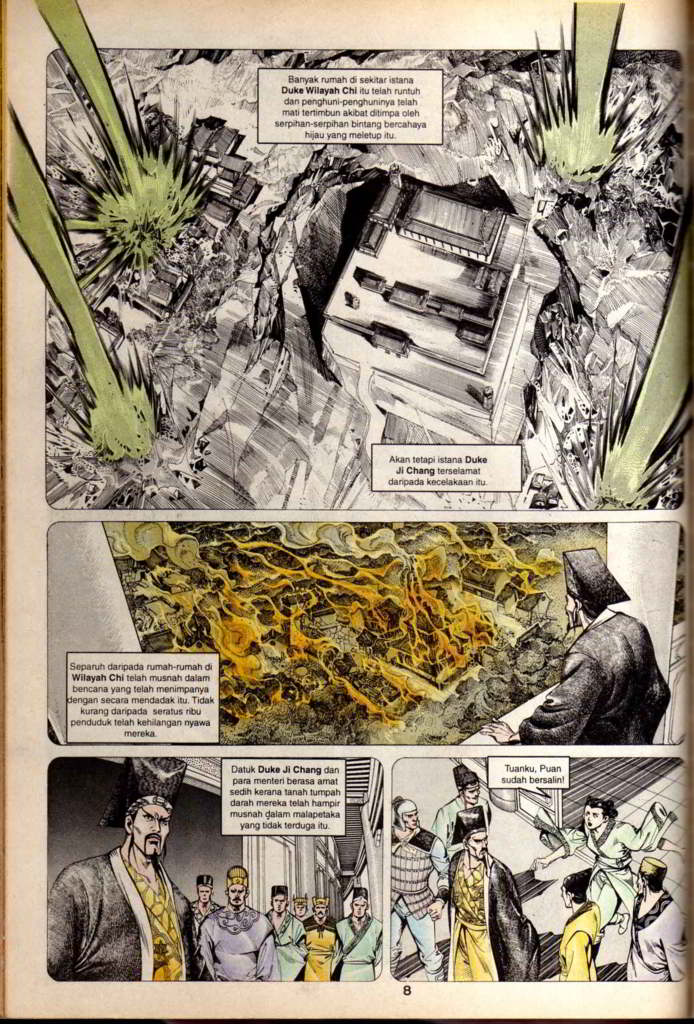 Banyak rumah di sekitar istana
Duke Wilayah Chi itu telah runtuh
dan penghuni-penghuninya telah
mati tertimbun akibat ditimpa oleh
serpihan-serpihan bintang bercahaya
hijau yang meletup itu.
Akan tetapi istana Duke
Ji Chang terselamat
daripada kecelakaan itu.
Separuh daripada rumah-rumah di
Wilayah Chi telah musnah dalam
bencana yang telah menimpanya
dengan secara mendadak itu. Tidak
kurang daripada seratus ribu
penduduk telah kehilangan nyawa
mereka.
Datuk Duke Ji Chang dan
para menteri berasa amat
sedih kerana tanah tumpah
darah mereka telah hampir
musnah dalam malapetaka
yang tidak terduga itu.
Tuanku, Puan
sudah bersalin!
8